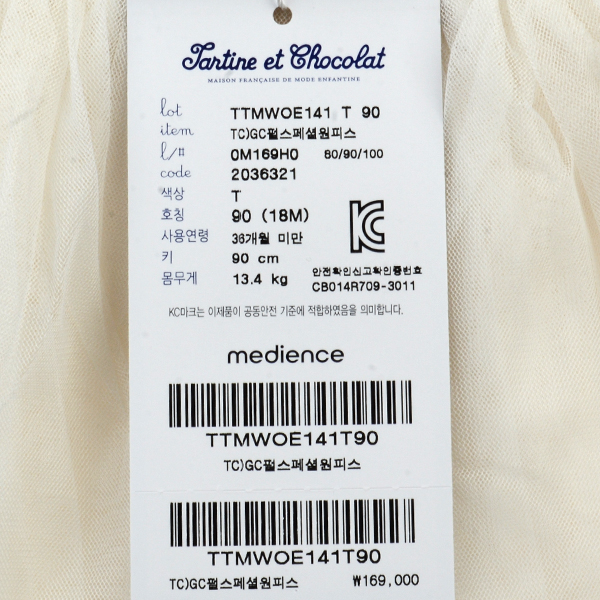 Tartine et Chocolat
MAISON FRANÇAISE DE MODE ENFANTINE
lot TTMWOE141 T 90
item TC)GC펄스페셜원피스
l/# 0M169H0 80/90/100
code 2036321
색상 T
호칭 90 (18M)
사용연령 36개월 미만
키 90 cm
몸무게 13.4 kg
안전확인신고확인증번호
CB014R709-3011
KC마크는 이제품이 공동안전 기준에 적합하였음을 의미합니다.
medience
TTMWOE141T90
TC)GC펄스페셜원피스
TTMWOE141T90
TC)GC펄스페셜원피스 ₩169,000